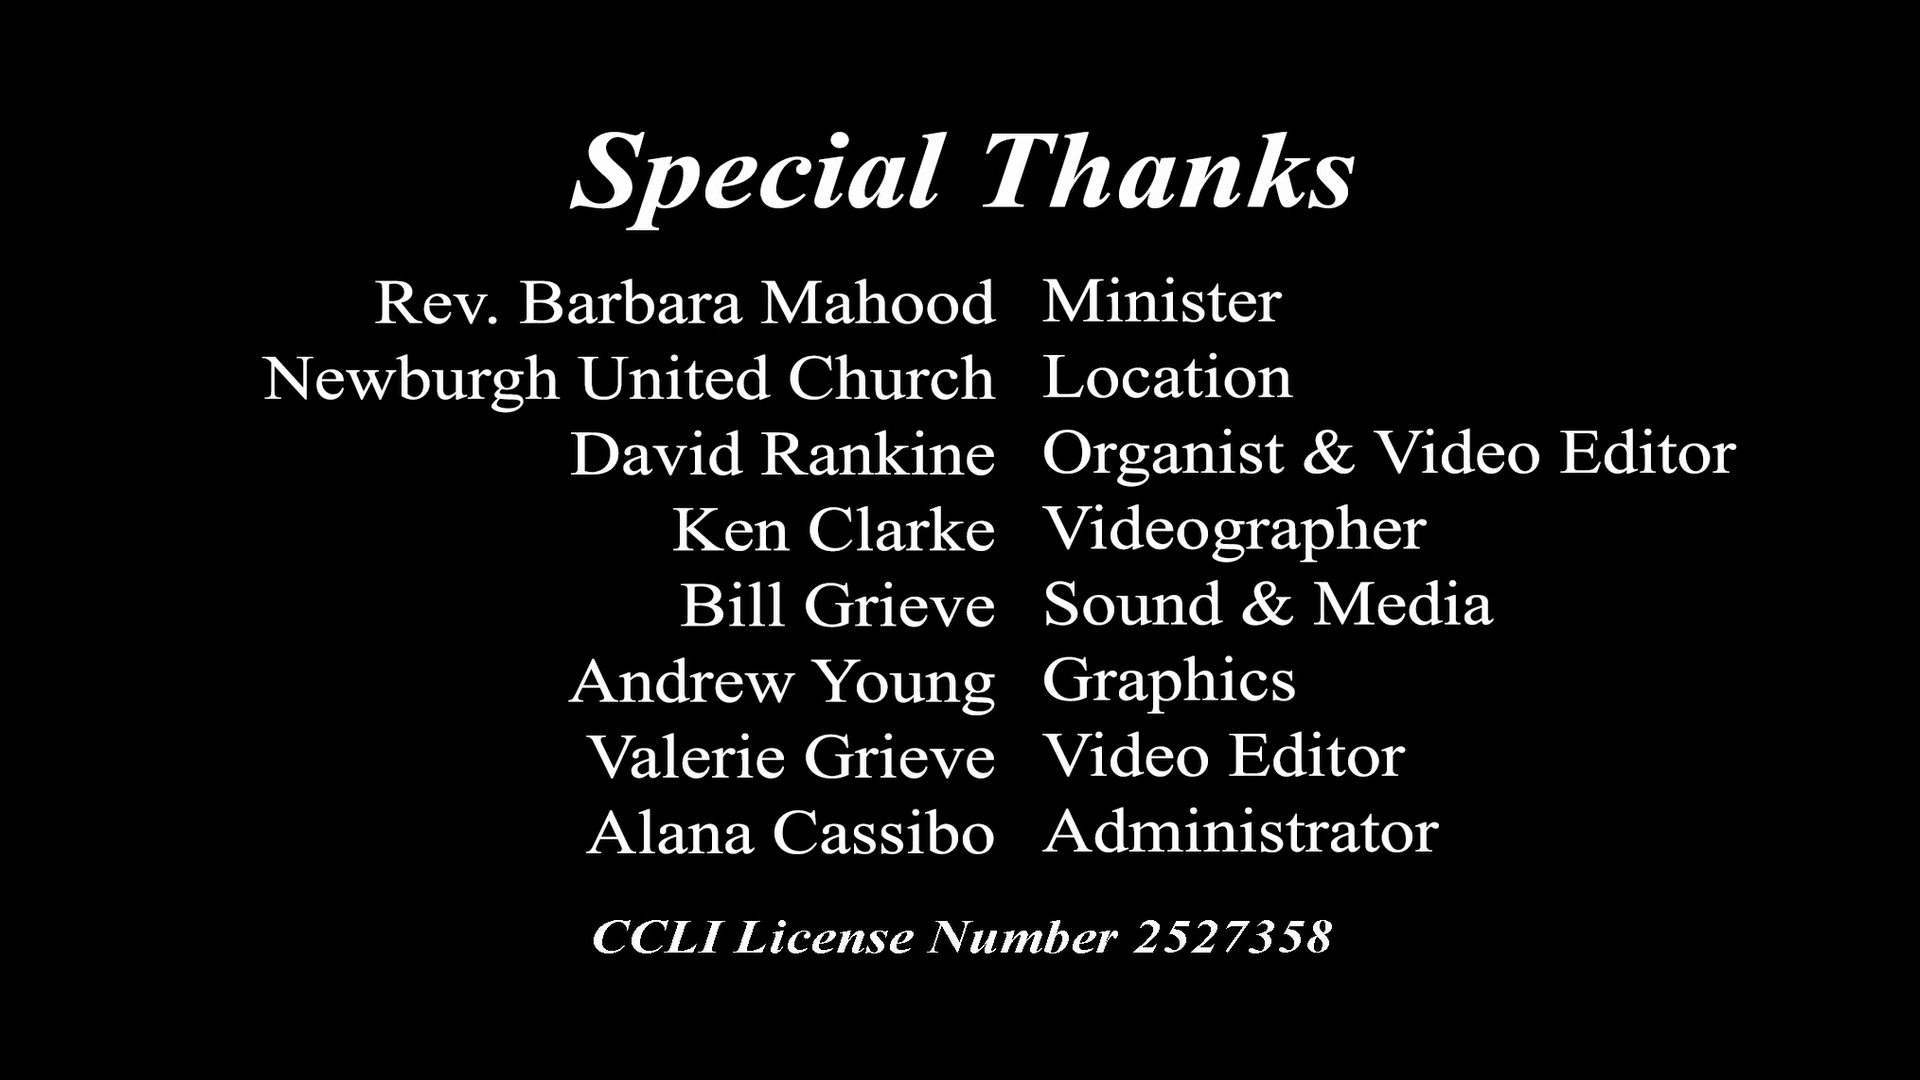 Special Thanks
Rev. Barbara Mahood Minister
Newburgh United Church Location
David Rankine Organist & Video Editor
Ken Clarke Videographer
Bill Grieve Sound & Media
Andrew Young Graphics
Valerie Grieve Video Editor
Alana Cassibo Administrator
CCLI License Number 2527358